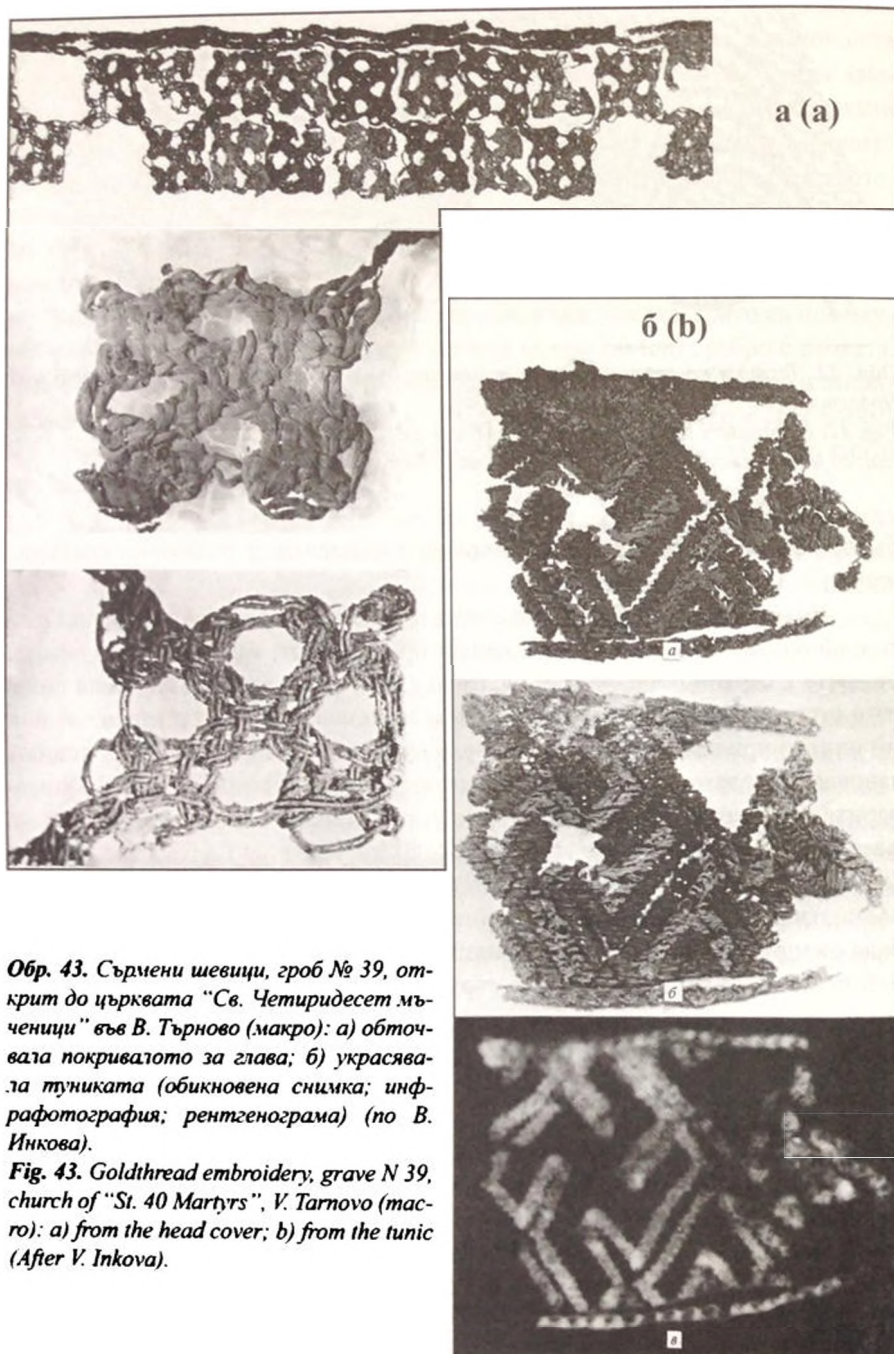 а (a)
б (b)
а
б
в
Обр. 43. Сърмени шевици, гроб № 39, от-
крит до църквата "Св. Четиридесет мъ-
ченици" във В. Търново (макро): а) обточ-
вала покривалото за глава; б) украсява-
ла туниката (обикновена снимка; инф-
рафотография; рентгенограма) (по В.
Инкова).
Fig. 43. Goldthread embroidery, grave N 39,
church of "St. 40 Martyrs", V. Tarnovo (mac-
ro): a) from the head cover; b) from the tunic
(After V. Inkova).